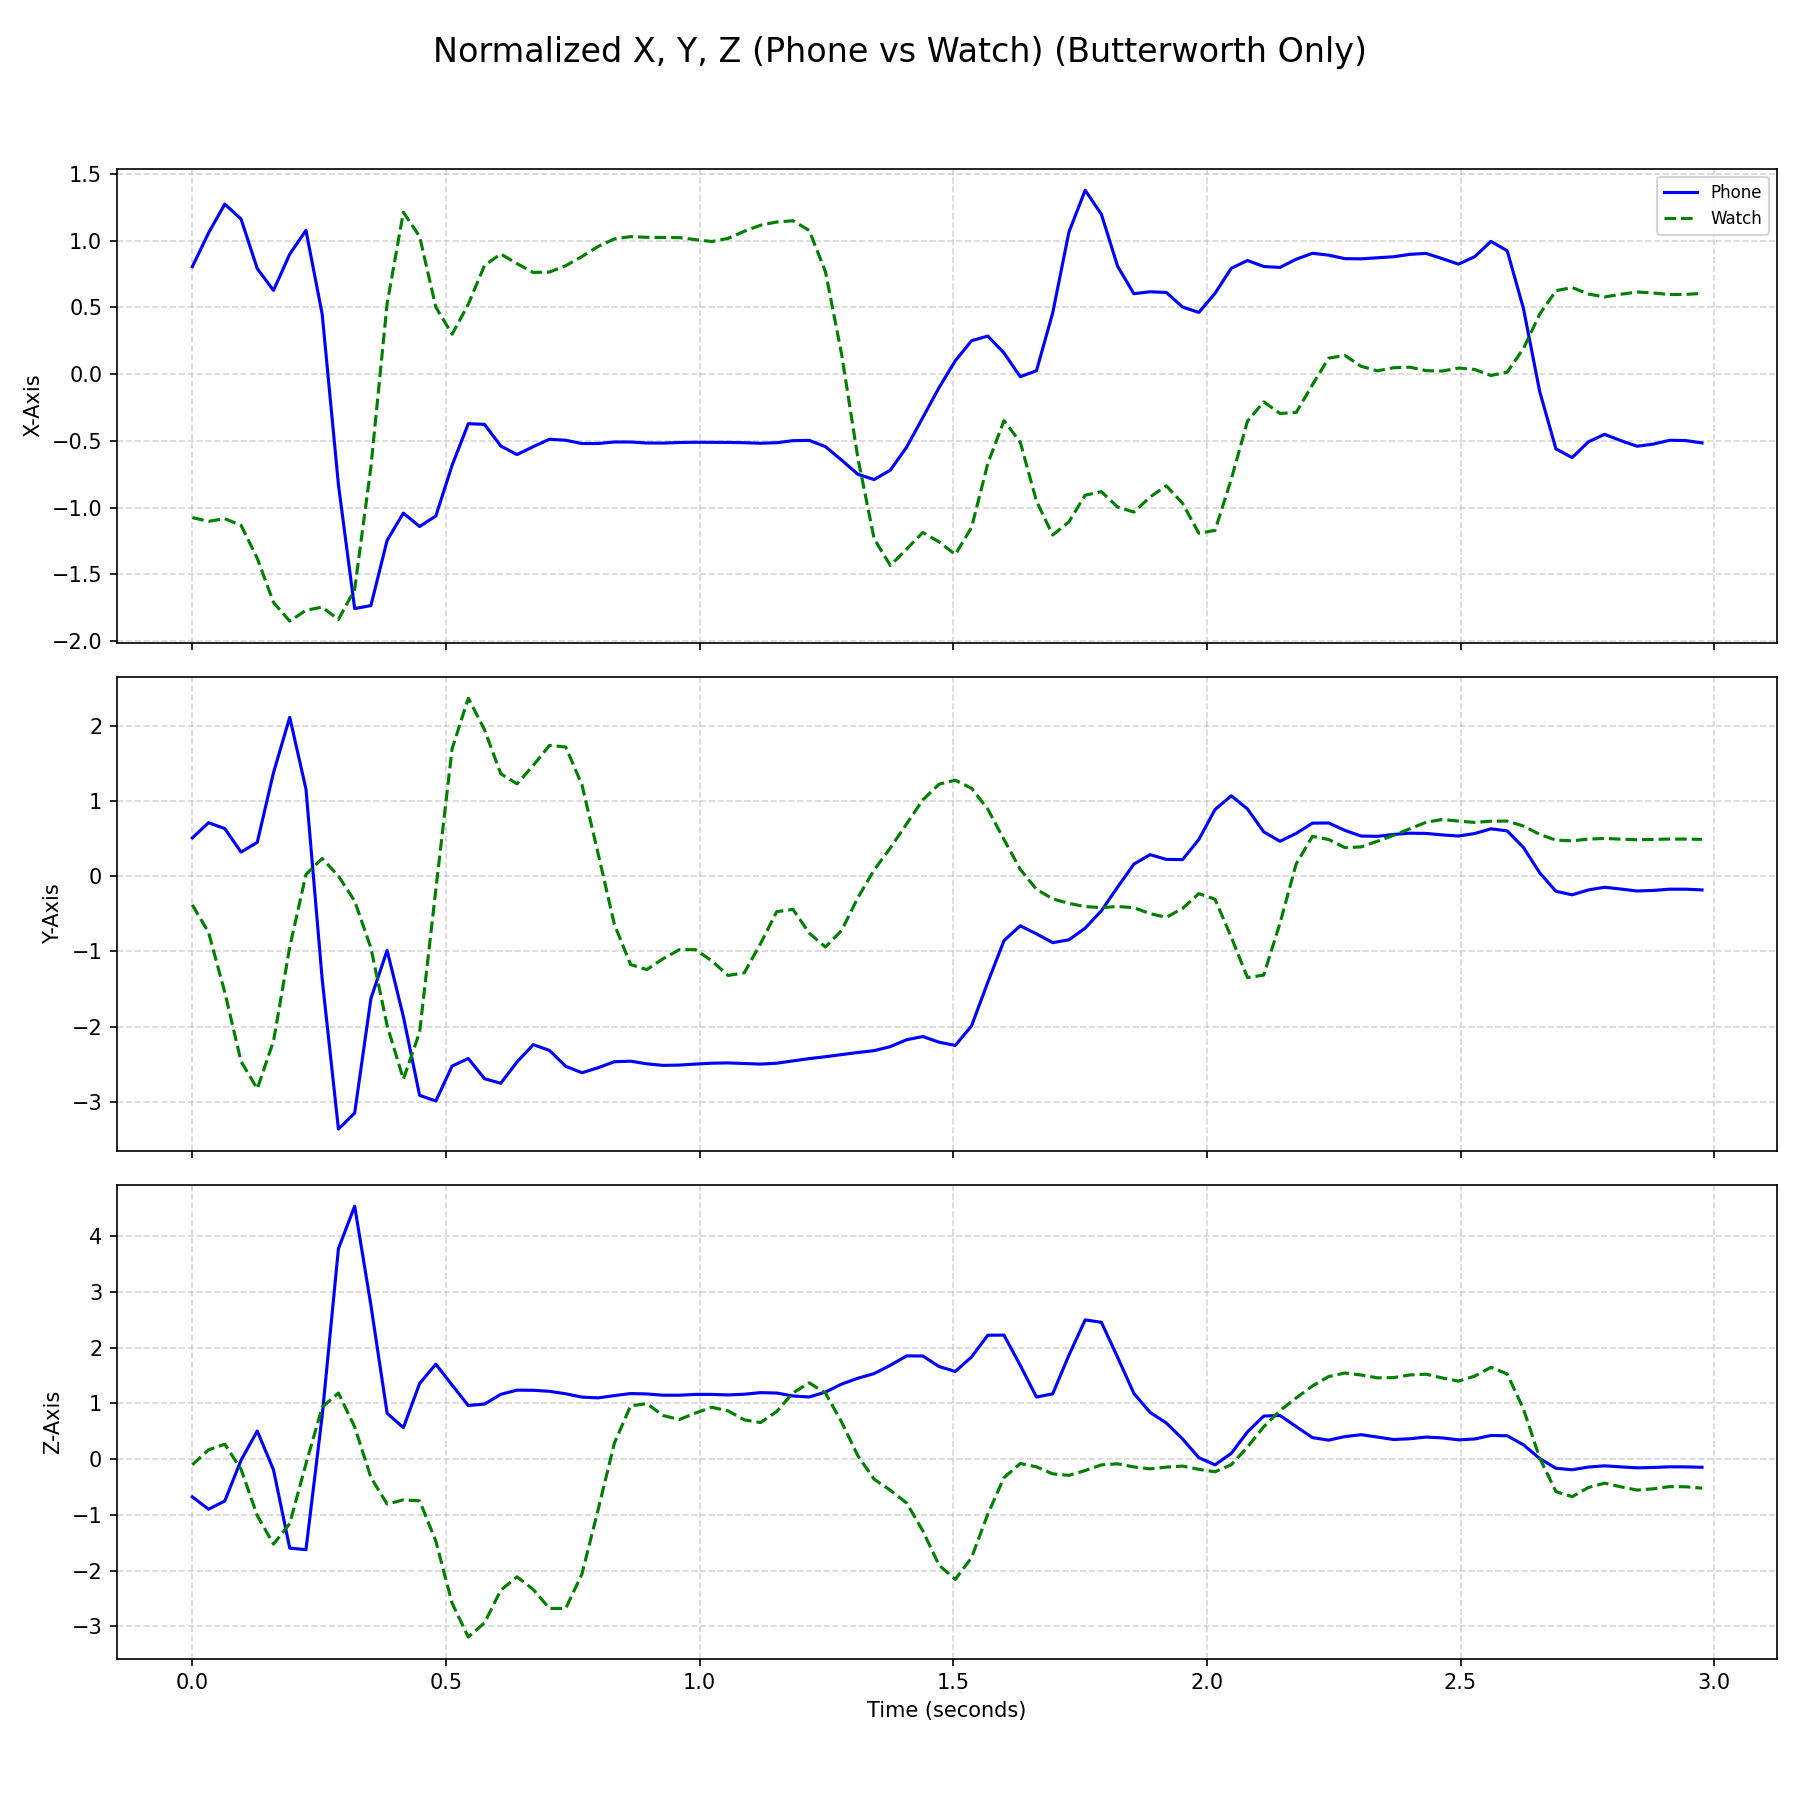 Normalized X, Y, Z (Phone vs Watch) (Butterworth Only)
Phone
Watch
1.5
1.0
0.5
0.0
−0.5
−1.0
−1.5
−2.0
X-Axis
2
1
0
−1
−2
−3
Y-Axis
4
3
2
1
0
−1
−2
−3
Z-Axis
0.0 0.5 1.0 1.5 2.0 2.5 3.0
Time (seconds)